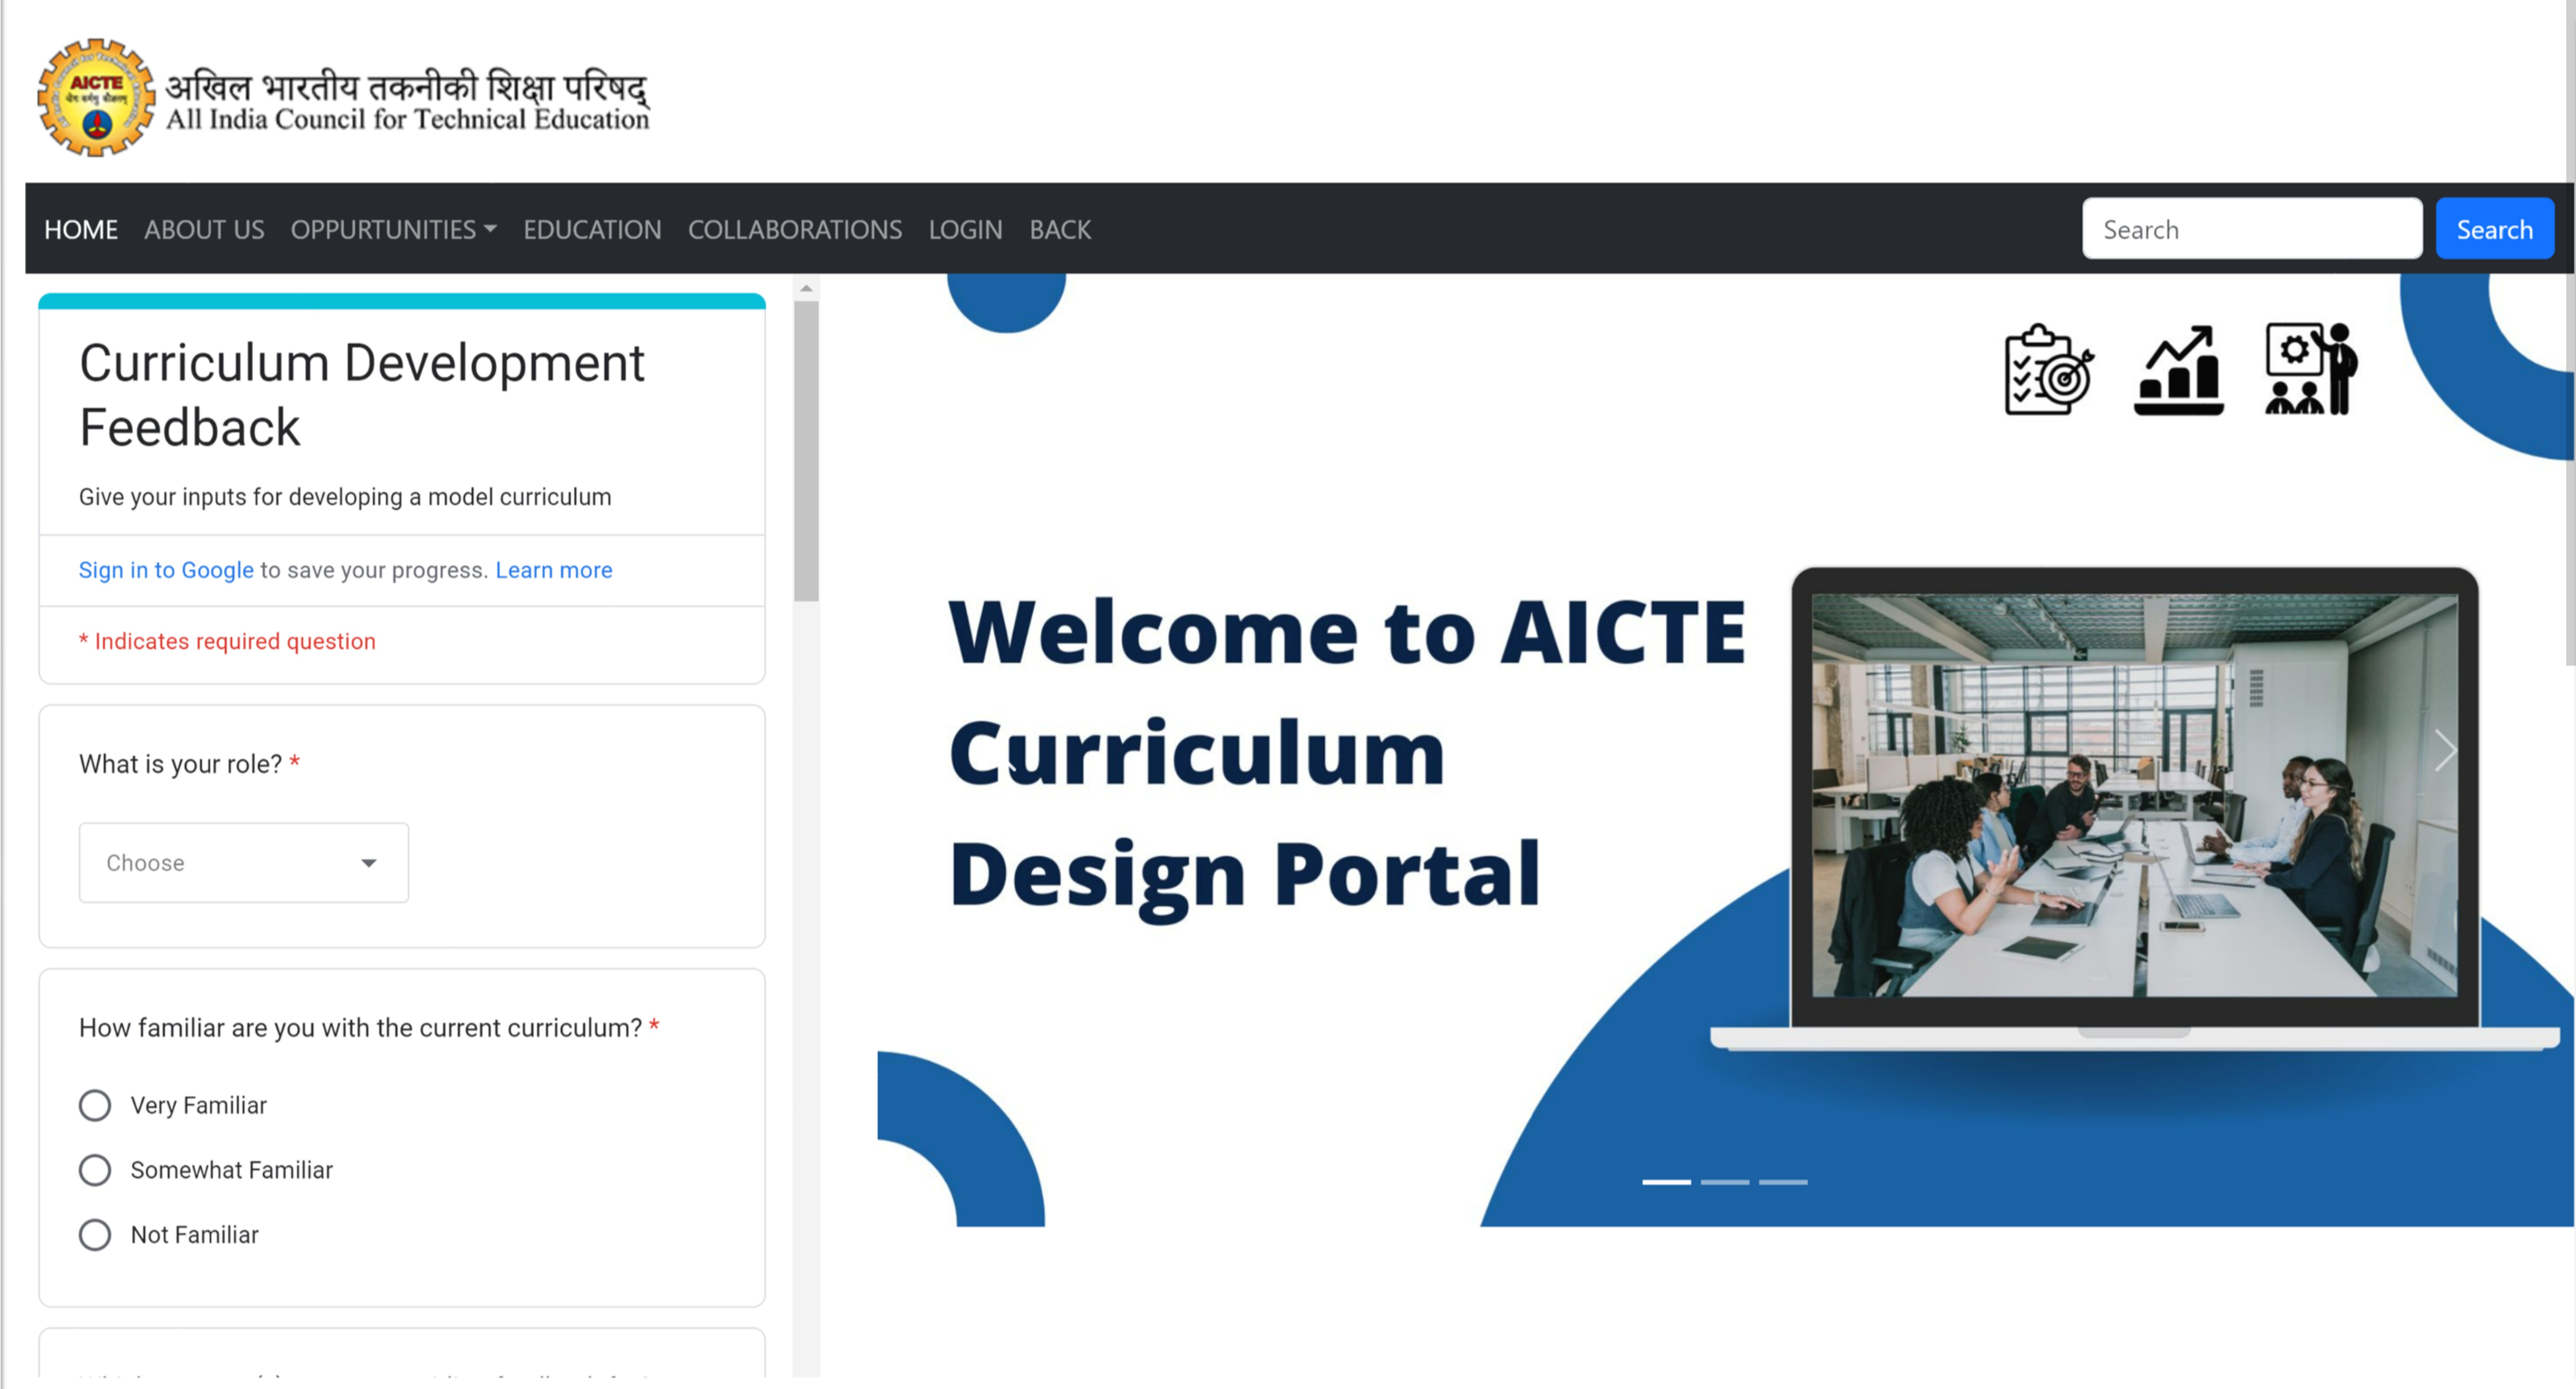 AICTE
अखिल भारतीय तकनीकी शिक्षा परिषद्
All India Council for Technical Education
HOME ABOUT US OPPURTUNITIES EDUCATION COLLABORATIONS LOGIN BACK Search Search
Curriculum Development
Feedback
Give your inputs for developing a model curriculum
Sign in to Google to save your progress. Learn more
* Indicates required question
What is your role? *
Choose
How familiar are you with the current curriculum? *
Very Familiar
Somewhat Familiar
Not Familiar
Welcome to AICTE
Curriculum
Design Portal